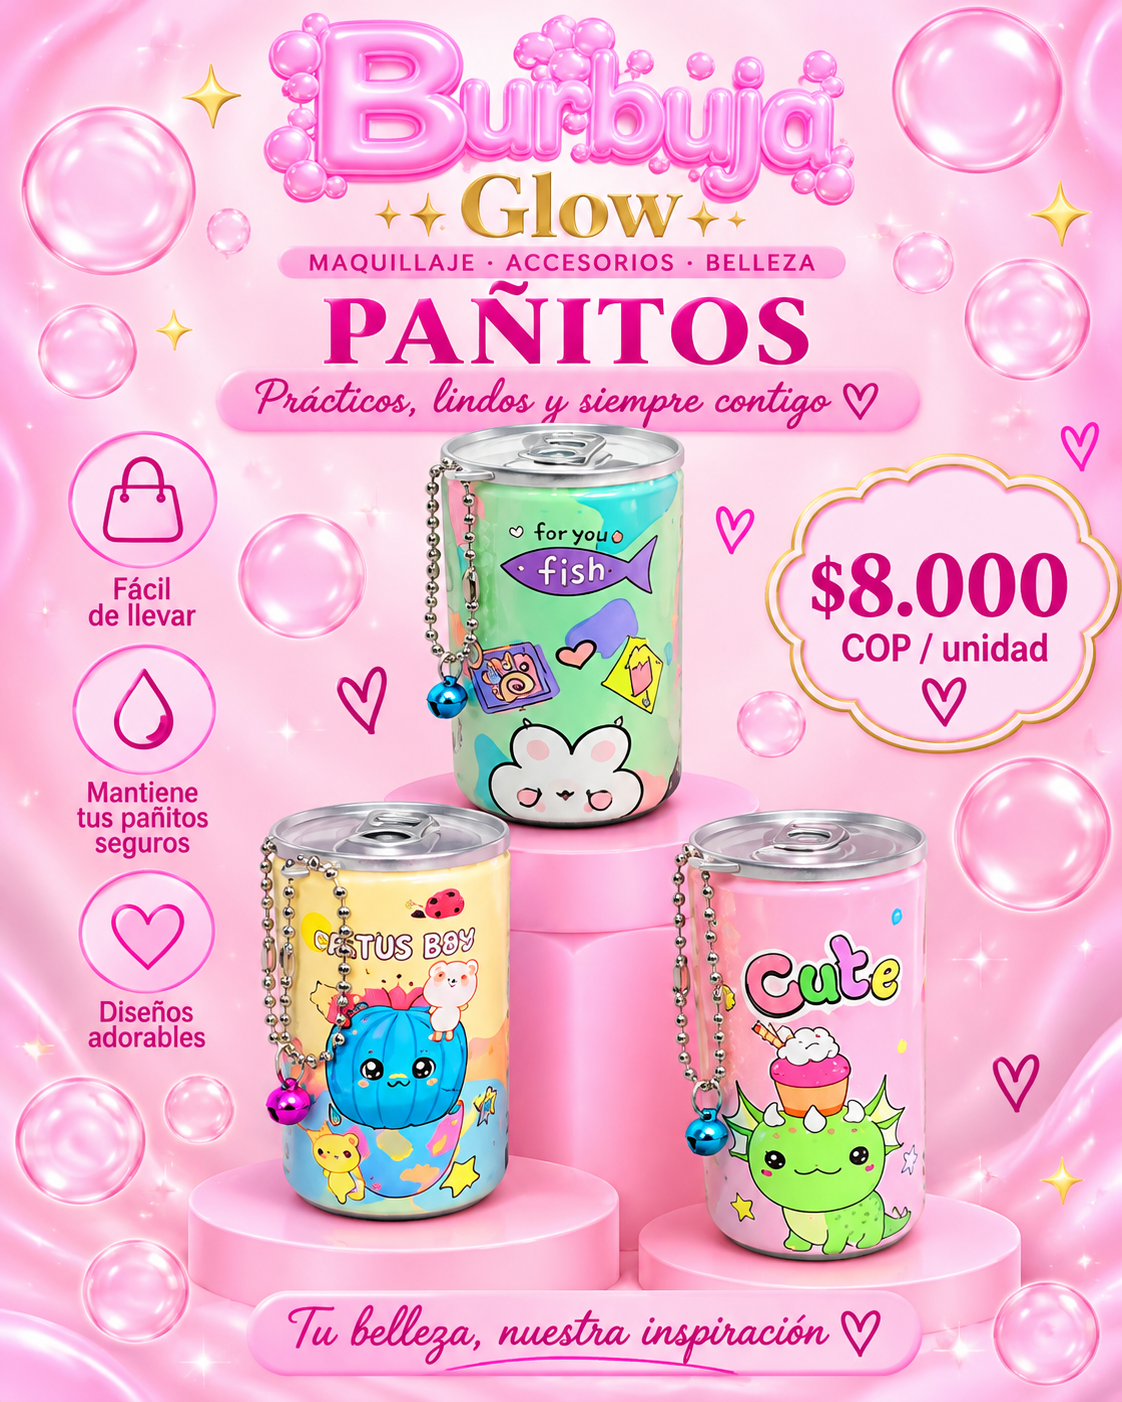 Burbuja
Glow
MAQUILLAJE · ACCESORIOS · BELLEZA
PAÑITOS
Prácticos, lindos y siempre contigo
Fácil
de llevar
Mantiene
tus pañitos
seguros
Diseños
adorables
for you
fish
$8.000
COP / unidad
BOY
Cute
Tu belleza, nuestra inspiración